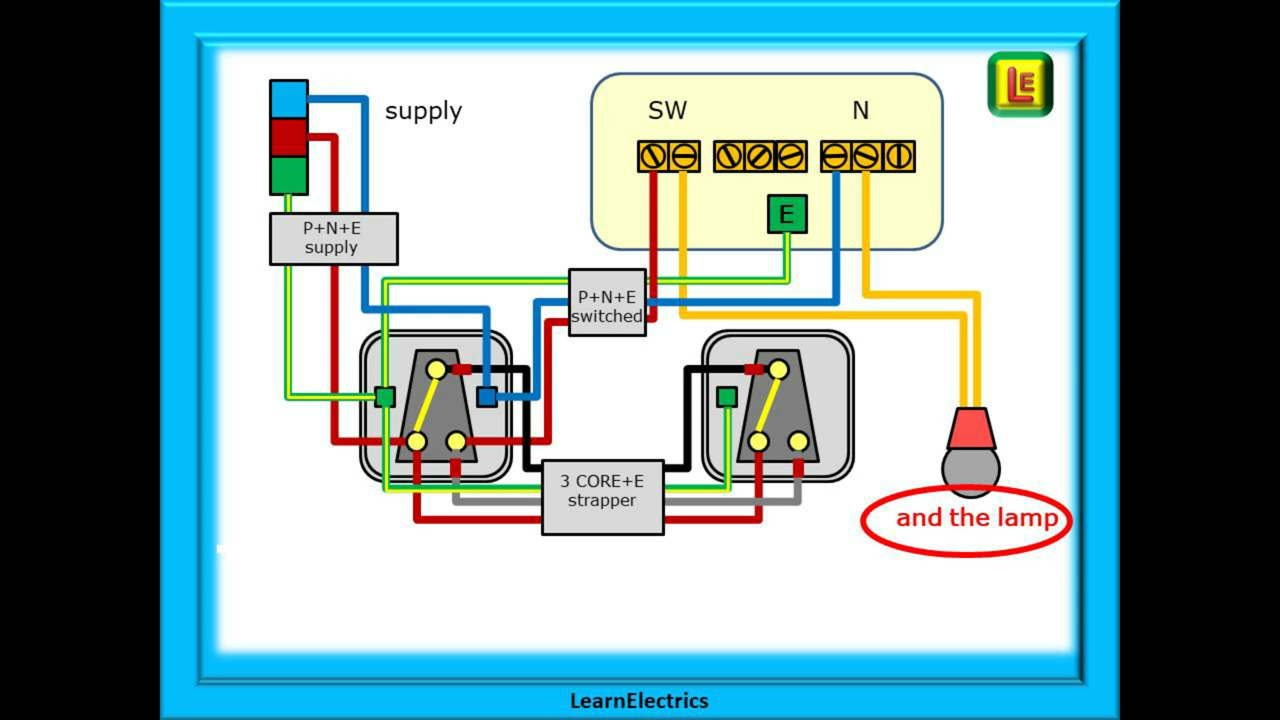 supply
SW N
LE
P+N+E
supply
E
P+N+E
switched
3 CORE+E
strapper
and the lamp
LearnElectrics